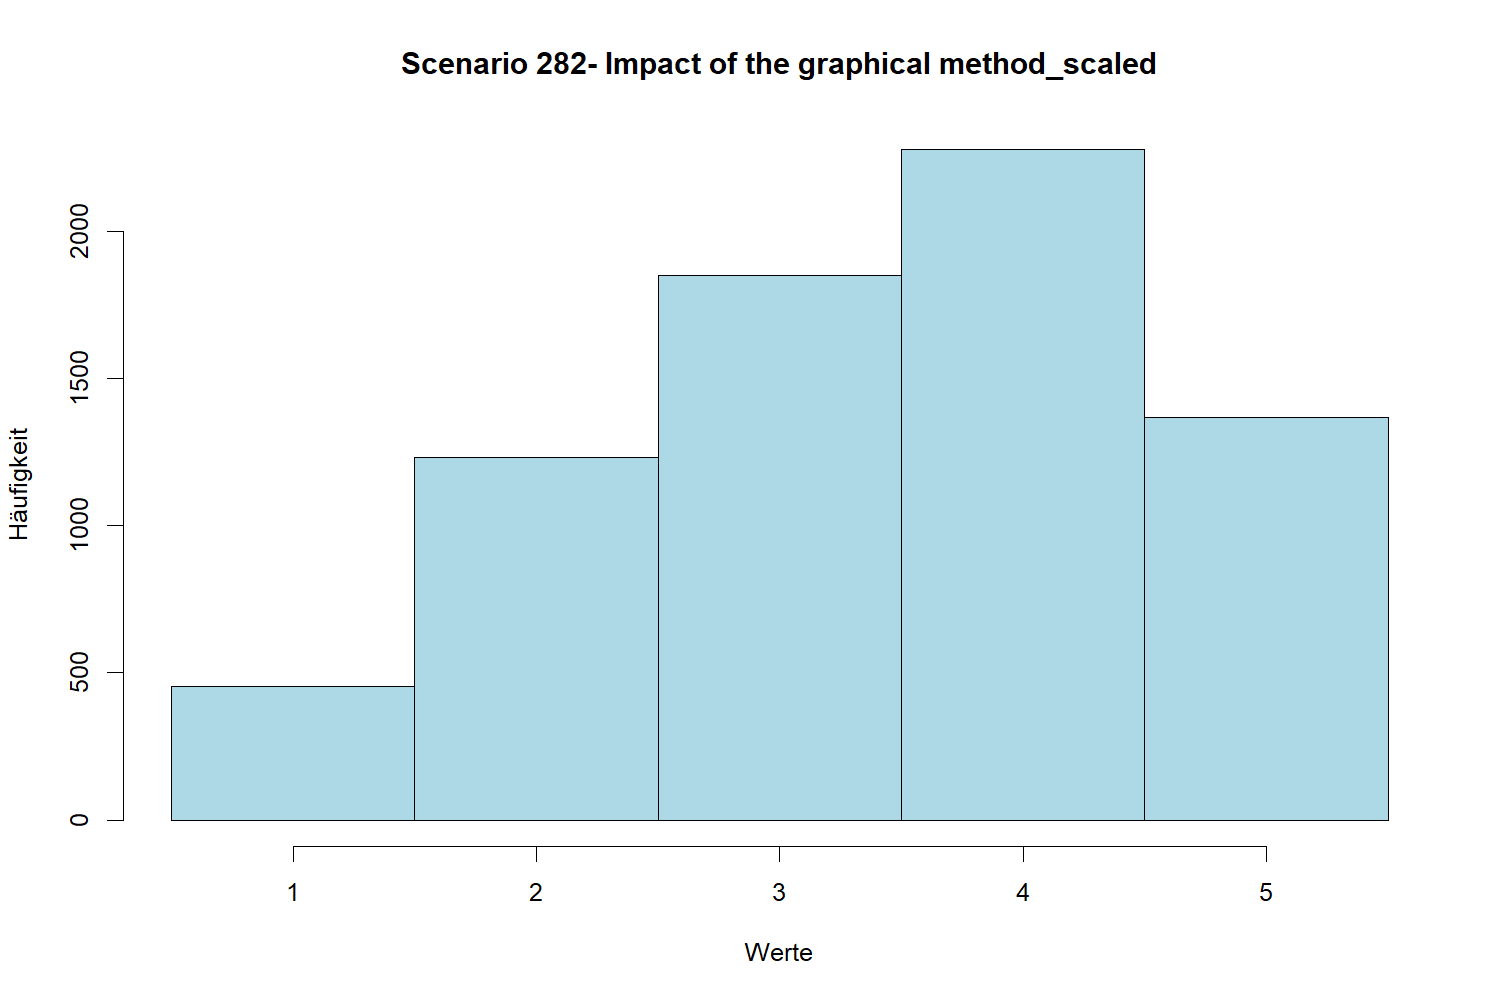 Scenario 282- Impact of the graphical method_scaled
Häufigkeit
2000
1500
1000
500
0
1 2 3 4 5
Werte